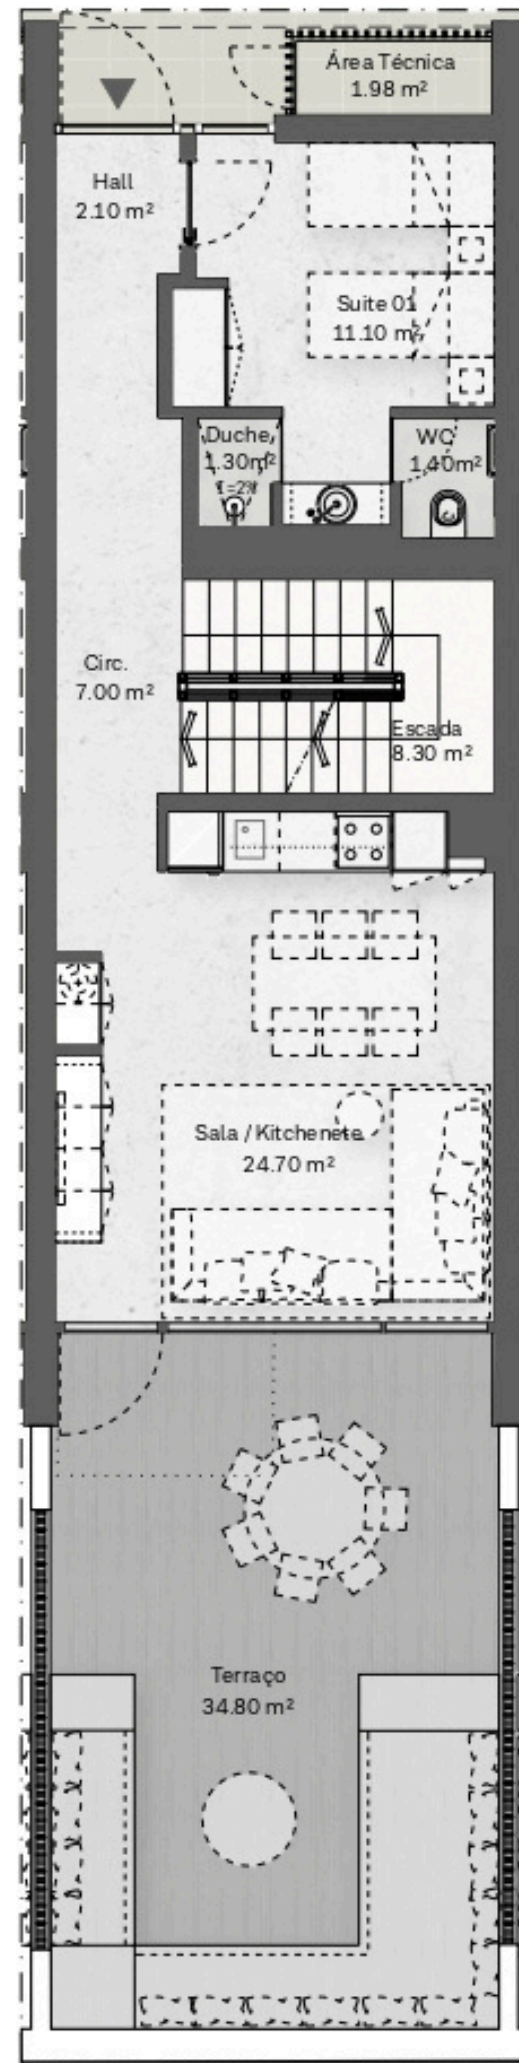 Área Técnica
1.98 m²
Hall
2.10 m²
Suite 01
11.10 m²
Duche
1.30m²
i=2%
WC
1.40m²
Circ.
7.00 m²
Escada
8.30 m²
Sala / Kitchenete
24.70 m²
Terraço
34.80 m²